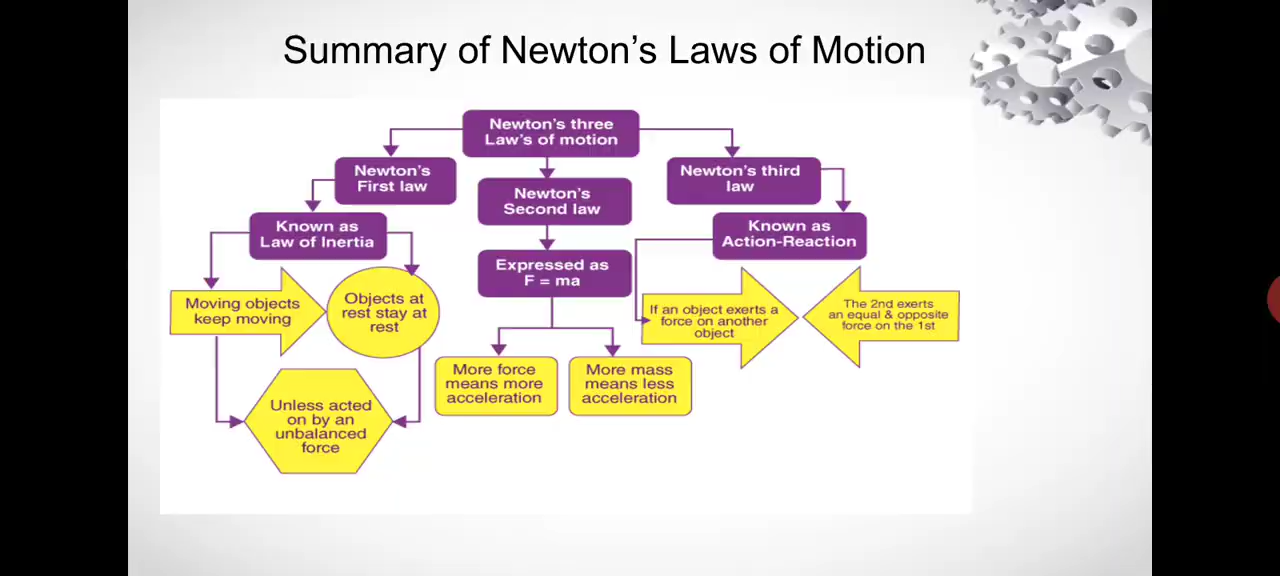 Summary of Newton's Laws of Motion
Newton's three
Law's of motion
Newton's
First law
Newton's
Second law
Newton's third
law
Known as
Law of Inertia
Expressed as
F = ma
Known as
Action-Reaction
Moving objects
keep moving
Objects at
rest stay at
rest
Unless acted
on by an
unbalanced
force
More force
means more
acceleration
More mass
means less
acceleration
If an object exerts a
force on another
object
The 2nd exerts
an equal & opposite
force on the 1st